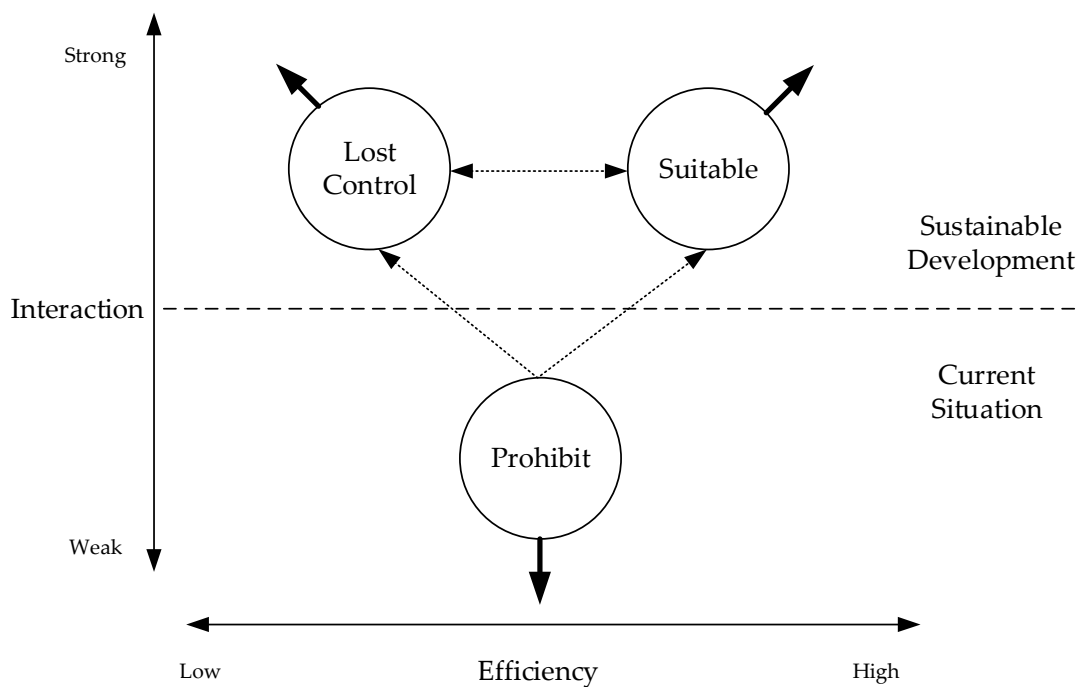 Strong
Lost
Control
Suitable
Sustainable
Development
Interaction
Current
Situation
Prohibit
Weak
Low
Efficiency
High